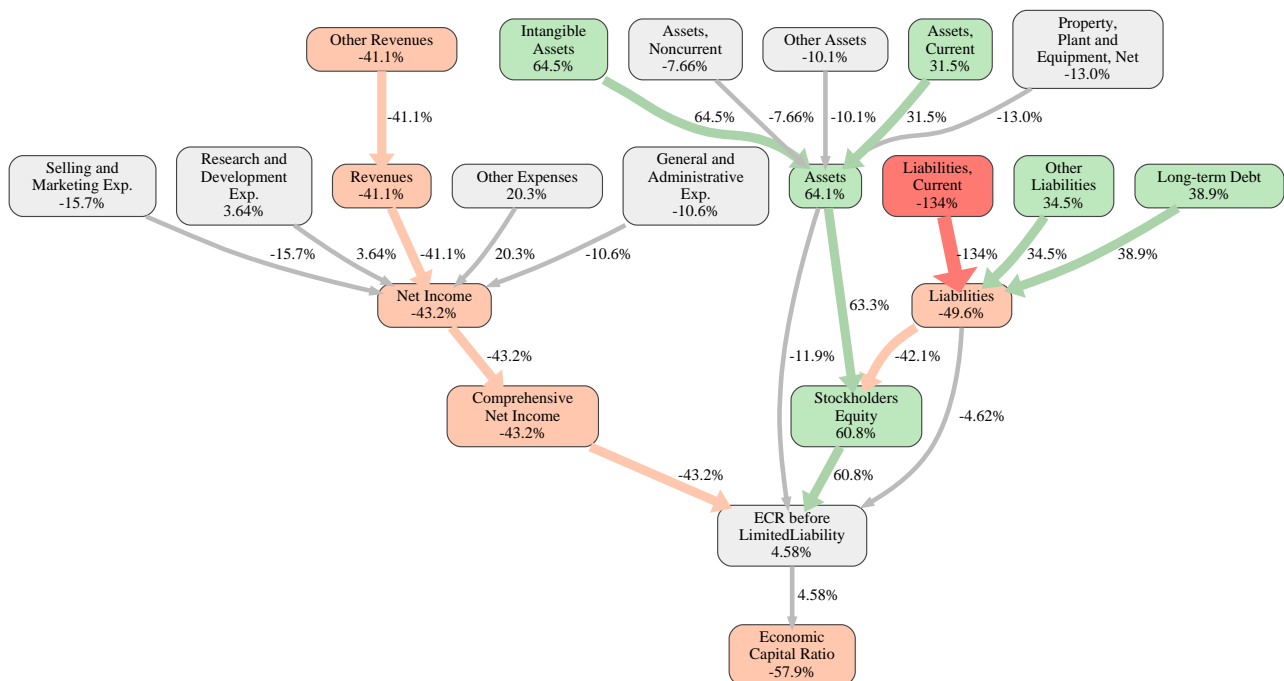 Other Revenues
-41.1%
Intangible
Assets
64.5%
Assets,
Noncurrent
-7.66%
Other Assets
-10.1%
Assets,
Current
31.5%
Property,
Plant and
Equipment, Net
-13.0%
-41.1%
64.5%
-7.66%
-10.1%
31.5%
-13.0%
Selling and
Marketing Exp.
-15.7%
Research and
Development
Exp.
3.64%
Revenues
-41.1%
Other Expenses
20.3%
General and
Administrative
Exp.
-10.6%
Assets
64.1%
Liabilities,
Current
-134%
Other
Liabilities
34.5%
Long-term Debt
38.9%
-15.7%
3.64%
-41.1%
20.3%
-10.6%
-134%
34.5%
38.9%
Net Income
-43.2%
63.3%
Liabilities
-49.6%
-43.2%
-11.9%
-42.1%
Comprehensive
Net Income
-43.2%
Stockholders
Equity
60.8%
-4.62%
-43.2%
60.8%
ECR before
LimitedLiability
4.58%
4.58%
Economic
Capital Ratio
-57.9%